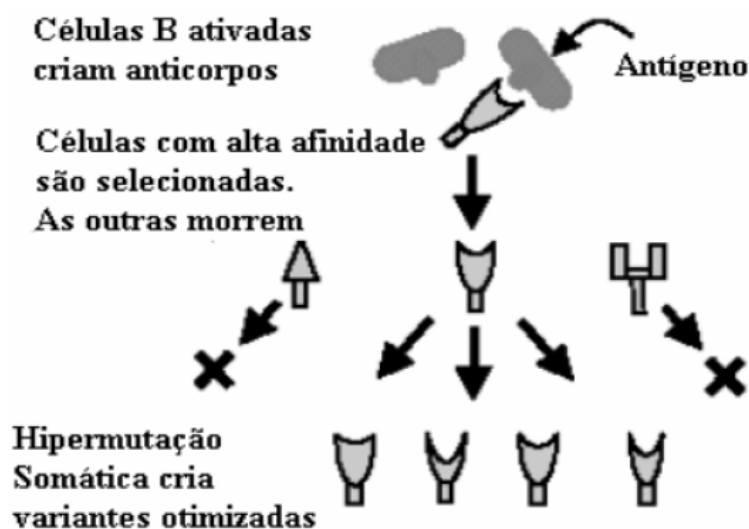 Células B ativadas
criam anticorpos
Antígeno
Células com alta afinidade
são selecionadas.
As outras morrem
Hipermutação
Somática cria
variantes otimizadas